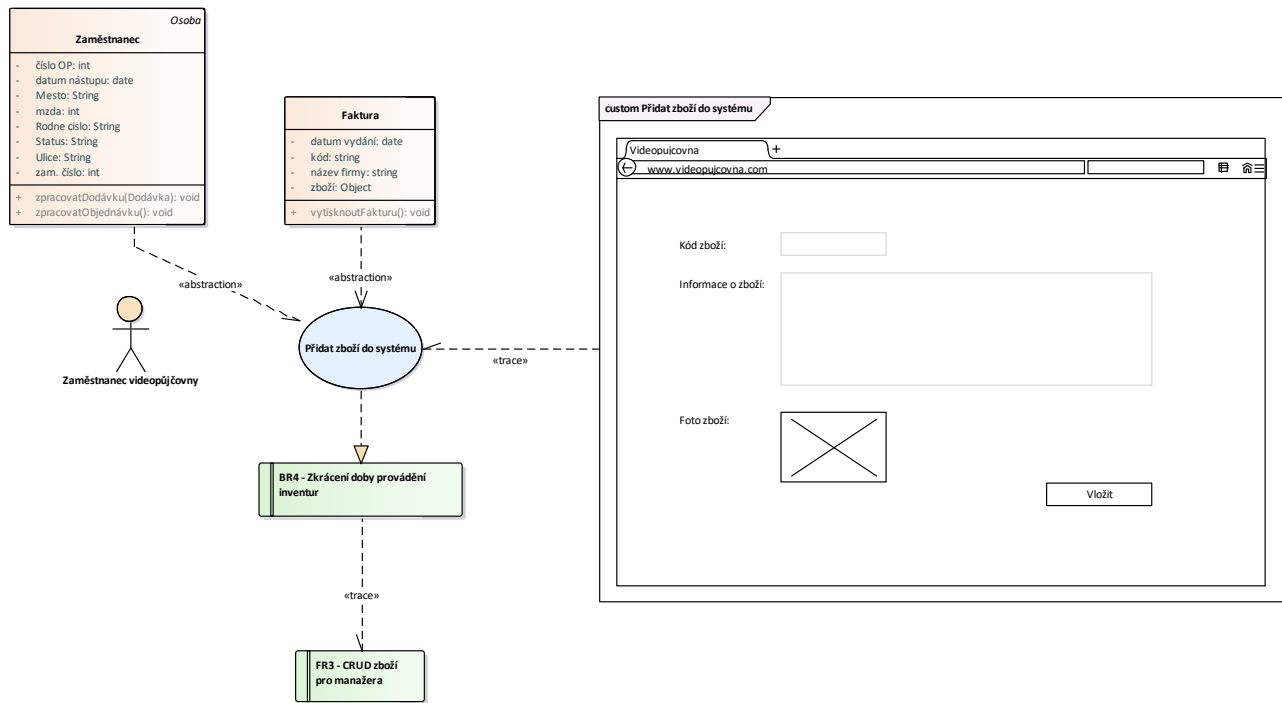 Osoba
Zaměstnanec
- číslo OP: int
- datum nástupu: date
- Mesto: String
- mzda: int
- Rodne cislo: String
- Status: String
- Ulice: String
- zam. číslo: int
+ zpracovatDodávku(Dodávka): void
+ zpracovatObjednávku(): void
Faktura
- datum vydání: date
- kód: string
- název firmy: string
- zboží: Object
+ vytisknoutFakturu(): void
«abstraction»
«abstraction»
Zaměstnanec videopůjčovny
Přidat zboží do systému
«trace»
BR4 - Zkrácení doby provádění
inventur
«trace»
FR3 - CRUD zboží
pro manažera
custom Přidat zboží do systému
Videopujcovna +
www.videopujcovna.com
Kód zboží:
Informace o zboží:
Foto zboží:
Vložit